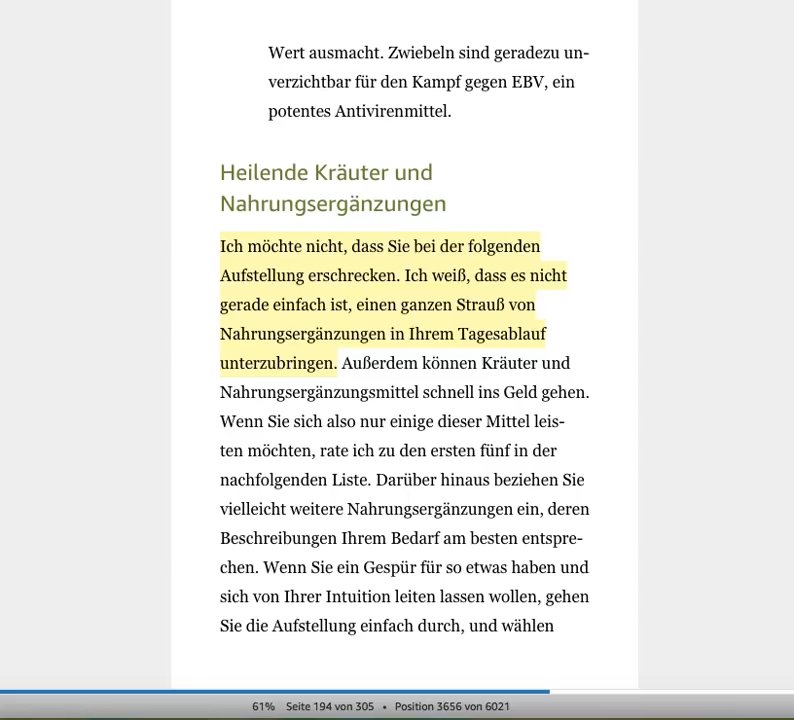 Wert ausmacht. Zwiebeln sind geradezu un-
verzichtbar für den Kampf gegen EBV, ein
potentes Antivirenmittel.
Heilende Kräuter und
Nahrungsergänzungen
Ich möchte nicht, dass Sie bei der folgenden
Aufstellung erschrecken. Ich weiß, dass es nicht
gerade einfach ist, einen ganzen Strauß von
Nahrungsergänzungen in Ihrem Tagesablauf
unterzubringen. Außerdem können Kräuter und
Nahrungsergänzungsmittel schnell ins Geld gehen.
Wenn Sie sich also nur einige dieser Mittel leis-
ten möchten, rate ich zu den ersten fünf in der
nachfolgenden Liste. Darüber hinaus beziehen Sie
vielleicht weitere Nahrungsergänzungen ein, deren
Beschreibungen Ihrem Bedarf am besten entspre-
chen. Wenn Sie ein Gespür für so etwas haben und
sich von Ihrer Intuition leiten lassen wollen, gehen
Sie die Aufstellung einfach durch, und wählen
61% Seite 194 von 305 • Position 3656 von 6021